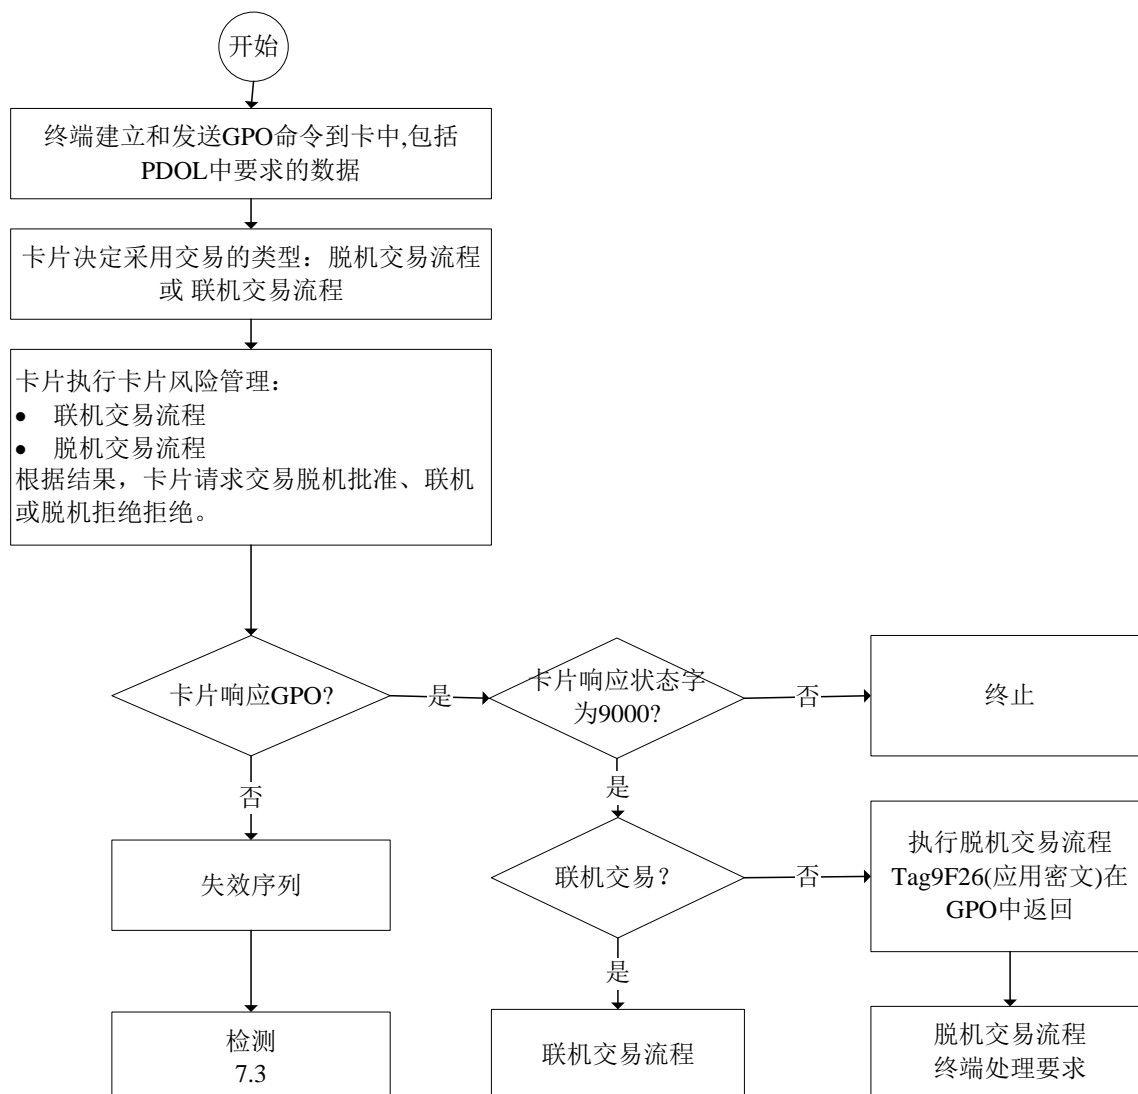 开始
终端建立和发送GPO命令到卡中,包括
PDOL中要求的数据
卡片决定采用交易的类型：脱机交易流程
或 联机交易流程
卡片执行卡片风险管理：
• 联机交易流程
• 脱机交易流程
根据结果，卡片请求交易脱机批准、联机
或脱机拒绝拒绝。
卡片响应GPO?
是
卡片响应状态字
为9000?
否
终止
否
是
失效序列
联机交易?
否
执行脱机交易流程
Tag9F26(应用密文)在
GPO中返回
是
检测
7.3
联机交易流程
脱机交易流程
终端处理要求